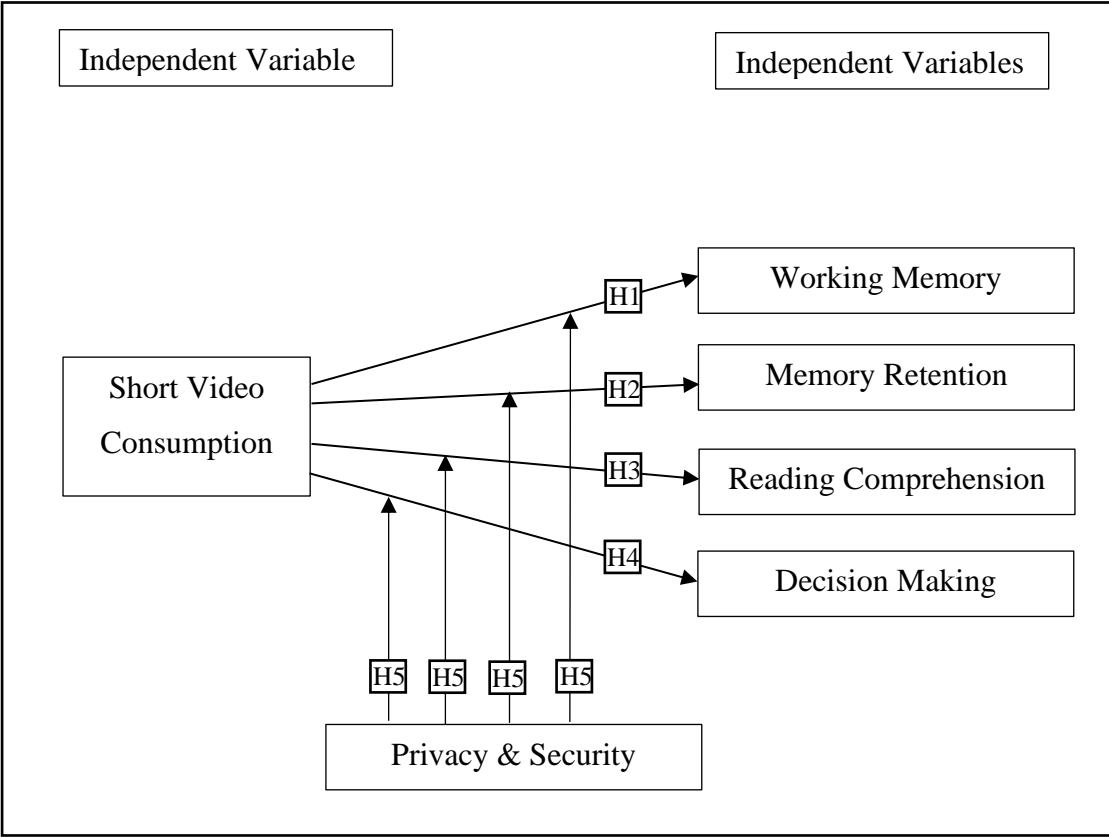 Independent Variable
Independent Variables
Working Memory
H1
Short Video
Consumption
Memory Retention
H2
H3
Reading Comprehension
H4
Decision Making
H5
H5
H5
H5
Privacy & Security